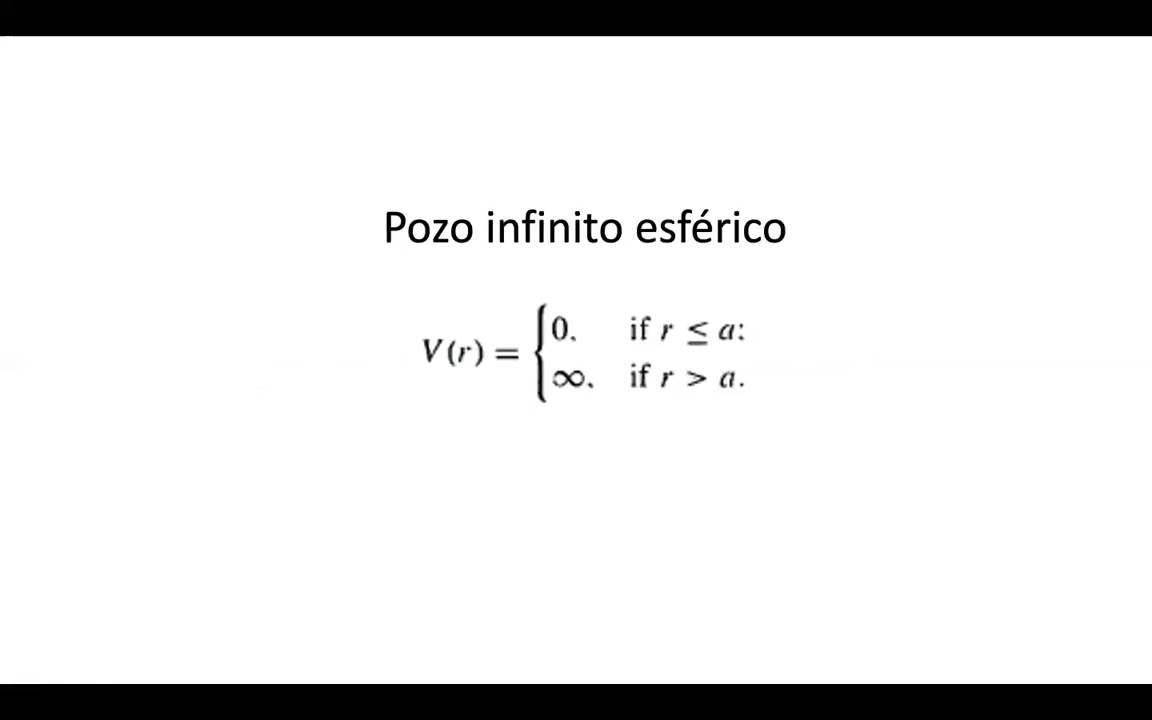 Pozo infinito esférico
V(r) = { 0. if r ≤ a:
∞. if r > a.